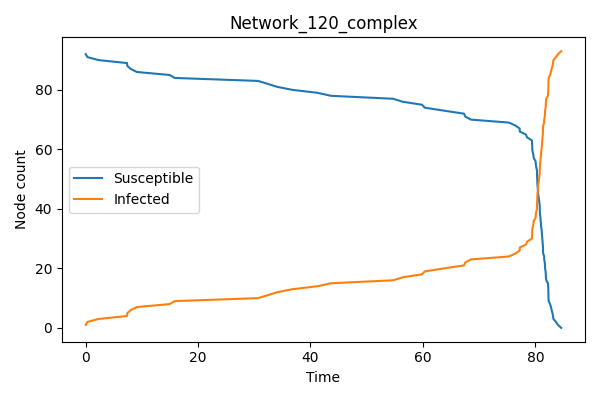 Network_120_complex
Node count
80
60
40
20
0
Susceptible
Infected
0 20 40 60 80
Time